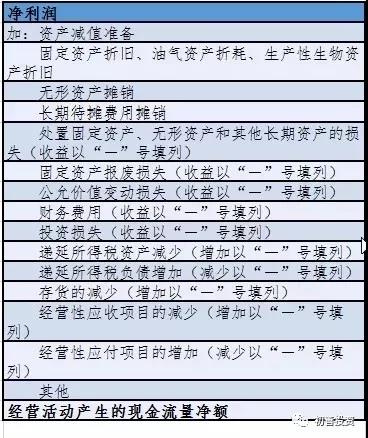 净利润
加：资产减值准备
固定资产折旧、油气资产折耗、生产性生物资
产折旧
无形资产摊销
长期待摊费用摊销
处置固定资产、无形资产和其他长期资产的损
失（收益以“－”号填列）
固定资产报废损失（收益以“－”号填列）
公允价值变动损失（收益以“－”号填列）
财务费用（收益以“－”号填列）
投资损失（收益以“－”号填列）
递延所得税资产减少（增加以“－”号填列）
递延所得税负债增加（减少以“－”号填列）
存货的减少（增加以“－”号填列）
经营性应收项目的减少（增加以“－”号填
列）
经营性应付项目的增加（减少以“－”号填列
）
其他
经营活动产生的现金流量净额
初善投资